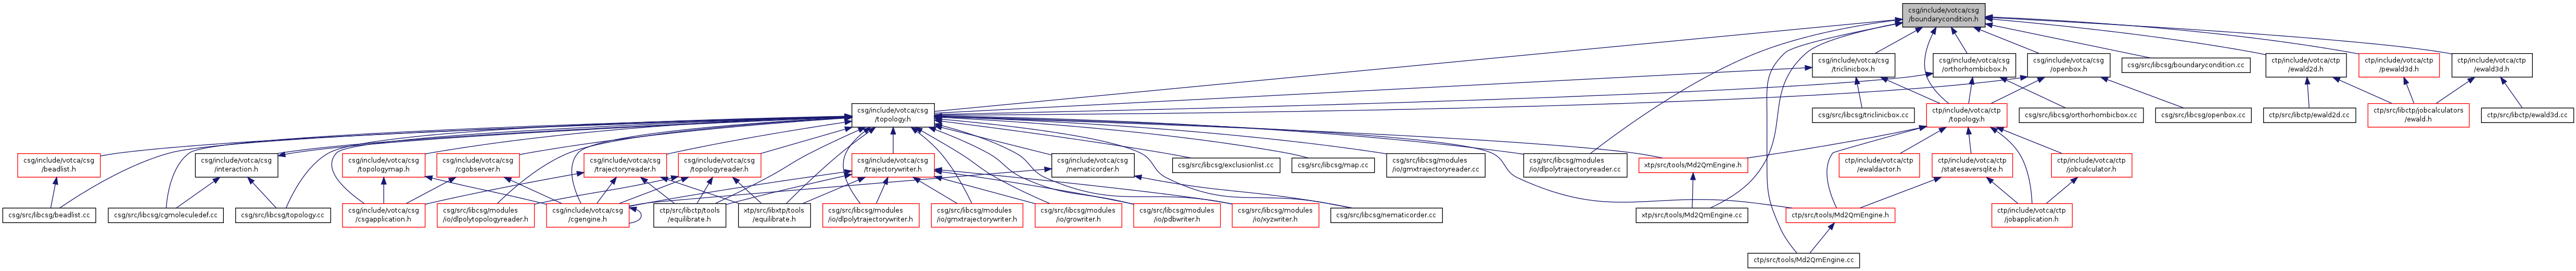 csg/include/votca/csg
/boundarycondition.h
csg/include/votca/csg
/triclinicbox.h
csg/include/votca/csg
/orthorhombicbox.h
csg/include/votca/csg
/openbox.h
csg/src/libcsg/boundarycondition.cc
ctp/include/votca/ctp
/ewald2d.h
ctp/include/votca/ctp
/pewald3d.h
ctp/include/votca/ctp
/ewald3d.h
csg/include/votca/csg
/topology.h
csg/src/libcsg/triclinicbox.cc
ctp/include/votca/ctp
/topology.h
csg/src/libcsg/orthorhombicbox.cc
csg/src/libcsg/openbox.cc
ctp/src/libctp/ewald2d.cc
ctp/src/libctp/jobcalculators
/ewald.h
ctp/src/libctp/ewald3d.cc
csg/include/votca/csg
/beadlist.h
csg/include/votca/csg
/interaction.h
csg/include/votca/csg
/topologymap.h
csg/include/votca/csg
/cgobserver.h
csg/include/votca/csg
/trajectoryreader.h
csg/include/votca/csg
/topologyreader.h
csg/include/votca/csg
/trajectorywriter.h
csg/include/votca/csg
/nematicorder.h
csg/src/libcsg/exclusionlist.cc
csg/src/libcsg/map.cc
csg/src/libcsg/modules
/io/gmxtrajectoryreader.cc
csg/src/libcsg/modules
/io/dlpolytrajectoryreader.cc
xtp/src/tools/Md2QmEngine.h
ctp/include/votca/ctp
/ewaldactor.h
ctp/include/votca/ctp
/statesaversqlite.h
ctp/include/votca/ctp
/jobcalculator.h
csg/src/libcsg/beadlist.cc
csg/src/libcsg/cgmoleculedef.cc
csg/src/libcsg/topology.cc
csg/include/votca/csg
/csgapplication.h
csg/src/libcsg/modules
/io/dlpolytopologyreader.h
csg/include/votca/csg
/cgengine.h
ctp/src/libctp/tools
/equilibrate.h
xtp/src/libxtp/tools
/equilibrate.h
csg/src/libcsg/modules
/io/dlpolytrajectorywriter.h
csg/src/libcsg/modules
/io/gmxtrajectorywriter.h
csg/src/libcsg/modules
/io/growriter.h
csg/src/libcsg/modules
/io/pdbwriter.h
csg/src/libcsg/modules
/io/xyzwriter.h
csg/src/libcsg/nematicorder.cc
xtp/src/tools/Md2QmEngine.cc
ctp/src/tools/Md2QmEngine.h
ctp/include/votca/ctp
/jobapplication.h
ctp/src/tools/Md2QmEngine.cc